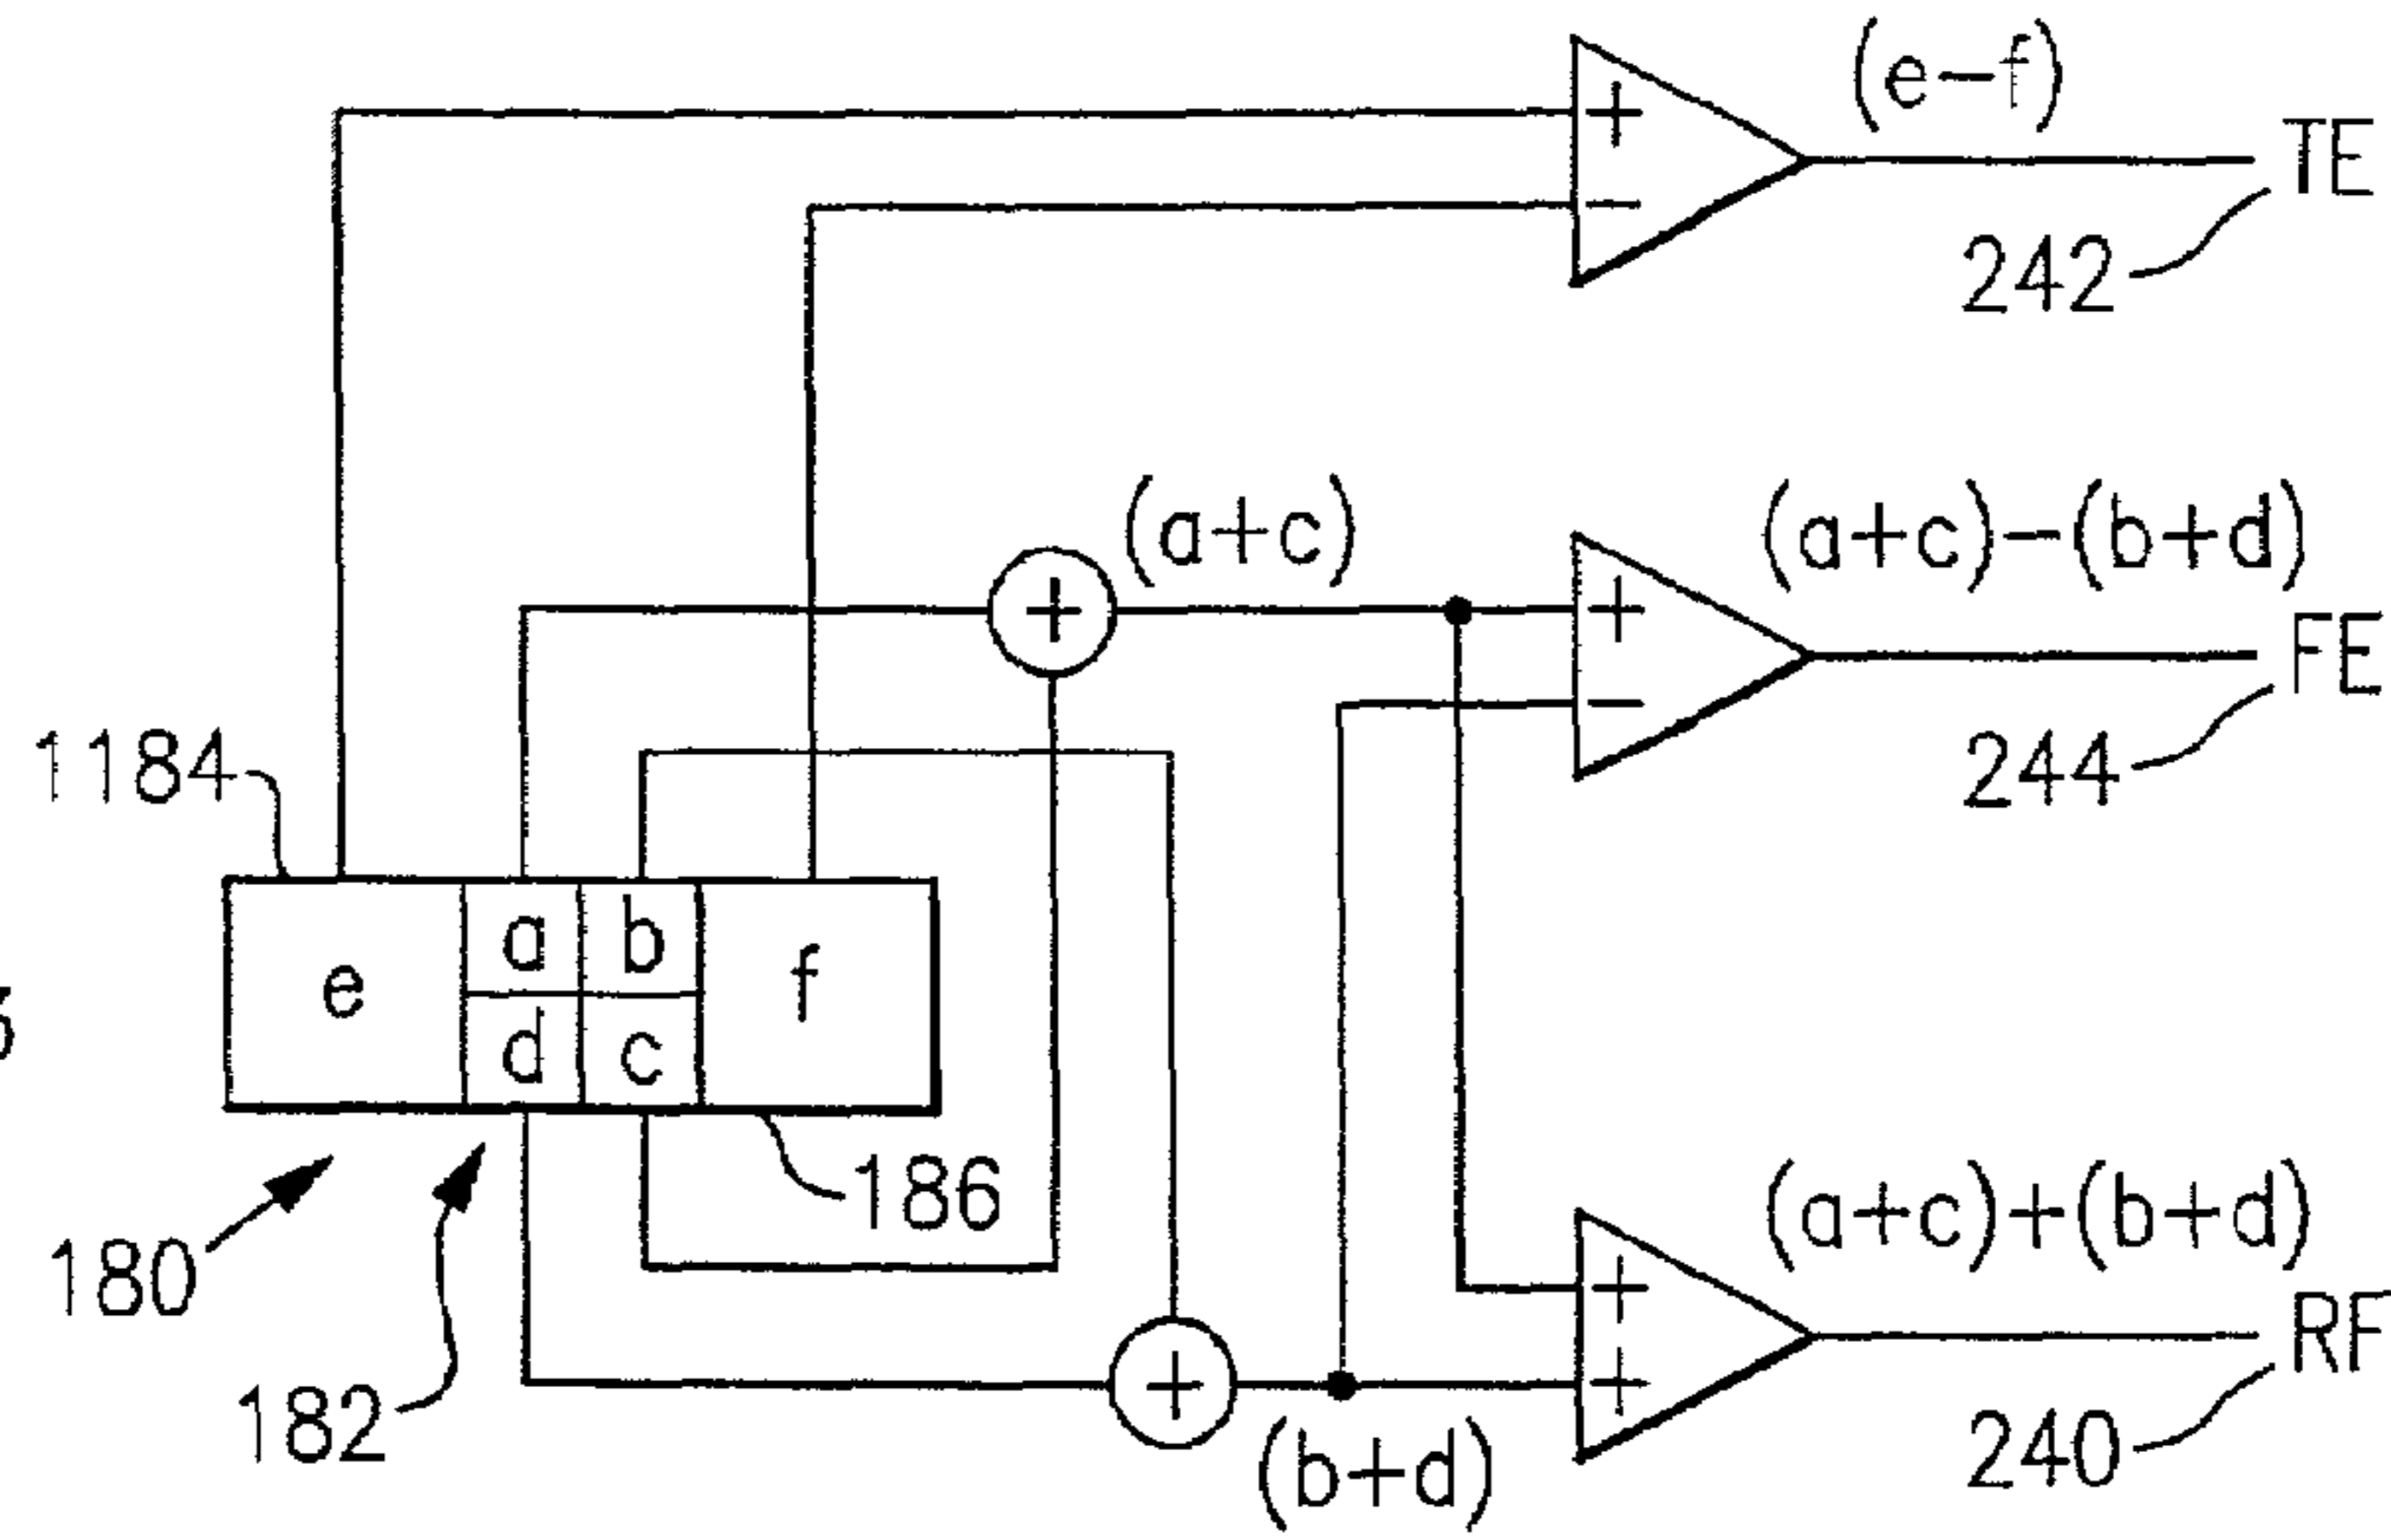 (e-f)
+
TE
-
242
(a+c)
(a+c)-(b+d)
+
+
FE
-
1184
244
a
b
e
f
d
c
186
(a+c)+(b+d)
180
+
RF
182
+
+
240
(b+d)